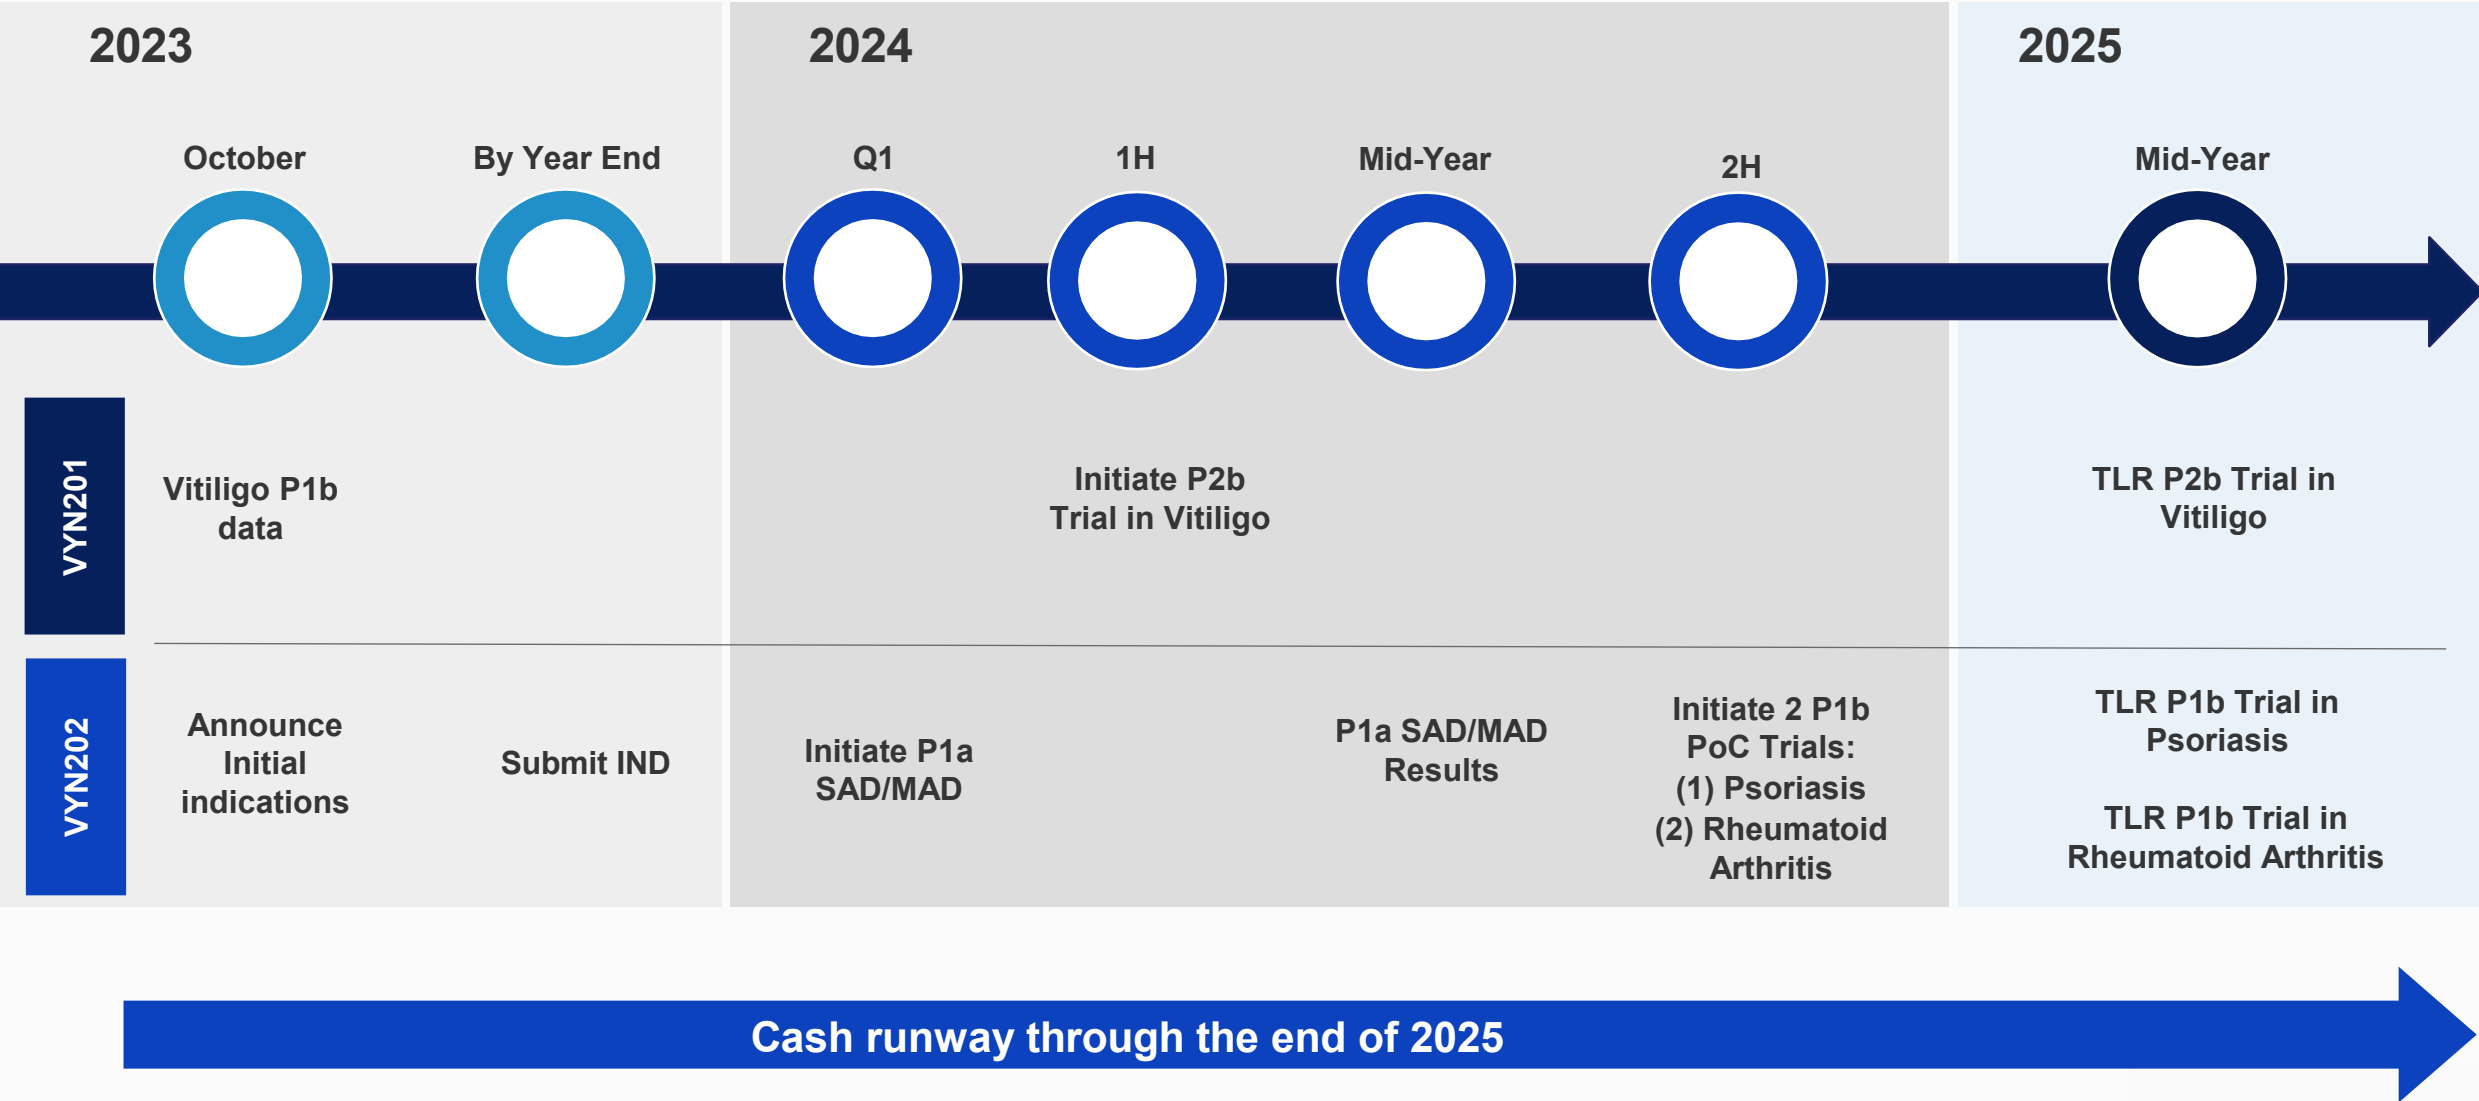 2023
2024
2025
October
By Year End
Q1
1H
Mid-Year
2H
Mid-Year
VYN201
Vitiligo P1b
data
Initiate P2b
Trial in Vitiligo
TLR P2b Trial in
Vitiligo
VYN202
Announce
Initial
indications
Submit IND
Initiate P1a
SAD/MAD
P1a SAD/MAD
Results
Initiate 2 P1b
PoC Trials:
(1) Psoriasis
(2) Rheumatoid
Arthritis
TLR P1b Trial in
Psoriasis
TLR P1b Trial in
Rheumatoid Arthritis
Cash runway through the end of 2025